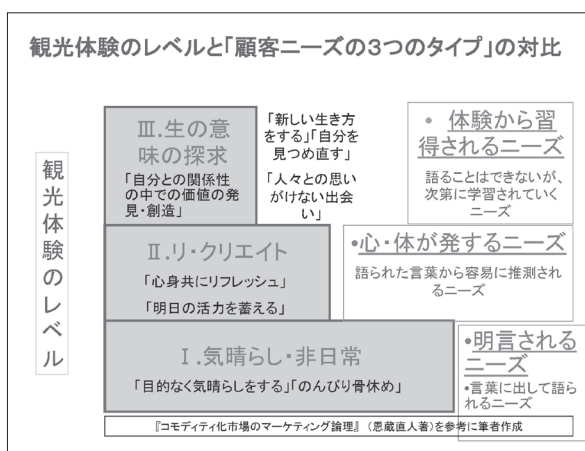 観光体験のレベルと「顧客ニーズの3つのタイプ」の対比
観光体験のレベル
Ⅲ.生の意
味の探求
「自分との関係性
の中での価値の発
見・創造」
「新しい生き方
をする」「自分を
見つめ直す」
「人々との思い
がけない出会
い」
• 体験から習
得されるニーズ
語ることはできないが、
次第に学習されていく
ニーズ
Ⅱ.リ・クリエイト
「心身共にリフレッシュ」
「明日の活力を蓄える」
•心・体が発するニーズ
語られた言葉から容易に推測され
るニーズ
Ⅰ.気晴らし・非日常
「目的なく気晴らしをする」「のんびり骨休め」
•明言される
ニーズ
•言葉に出して語ら
れるニーズ
『コモディティ化市場のマーケティング論理』(恩蔵直人著)を参考に筆者作成